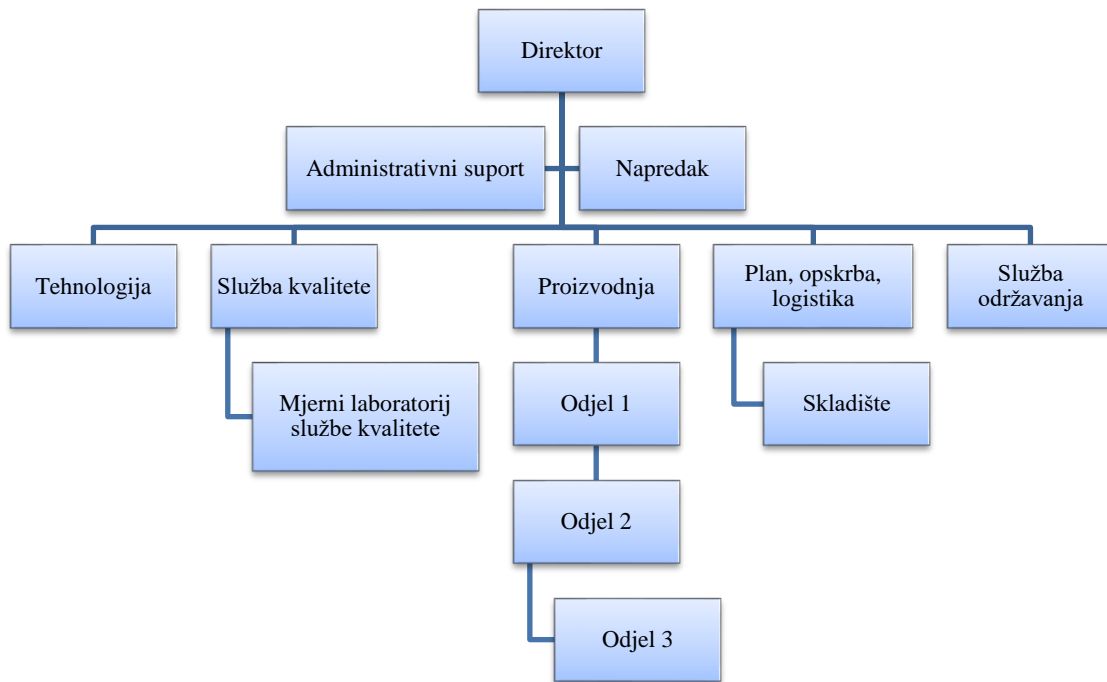 Direktor
Administrativni suport
Napredak
Tehnologija
Služba kvalitete
Proizvodnja
Plan, opskrba,
logistika
Služba
održavanja
Mjerni laboratorij
službe kvalitete
Odjel 1
Skladište
Odjel 2
Odjel 3